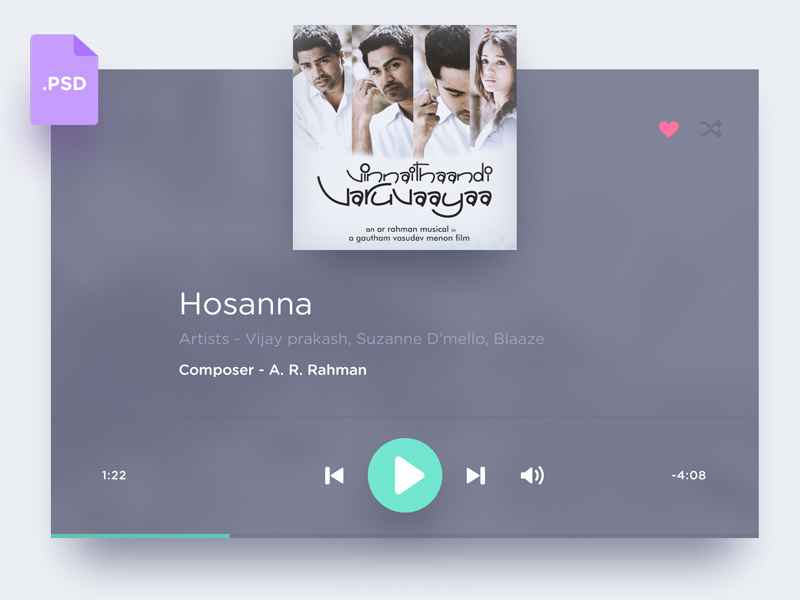 .PSD
vinnaithaandi
varuvaayaa
an ar rahman musical in
a gautham vasudev menon film
Hosanna
Artists - Vijay prakash, Suzanne D'mello, Blaaze
Composer - A. R. Rahman
1:22
-4:08